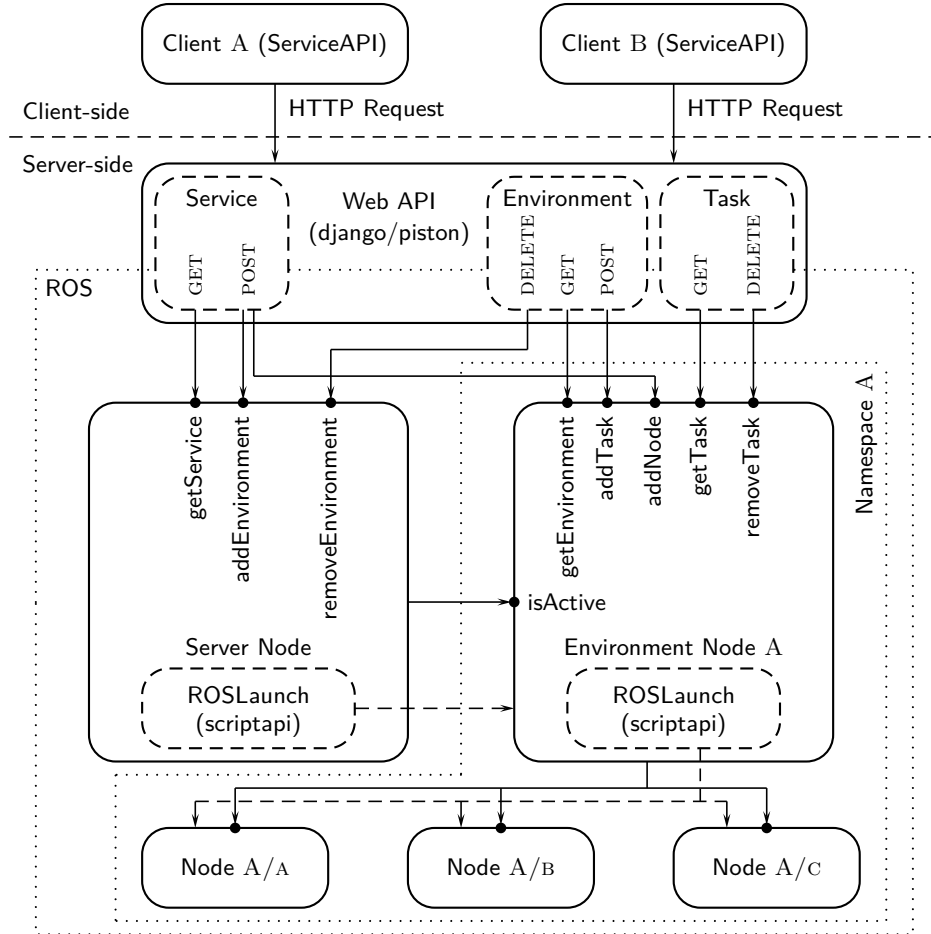 Client A (ServiceAPI)
Client B (ServiceAPI)
Client-side
HTTP Request
HTTP Request
Server-side
Service
Web API
(django/piston)
Environment
Task
GET
POST
DELETE
GET
POST
GET
DELETE
ROS
Namespace A
getService
addEnvironment
removeEnvironment
getEnvironment
addTask
addNode
getTask
removeTask
isActive
Server Node
Environment Node A
ROSLaunch
(scriptapi)
ROSLaunch
(scriptapi)
Node A/A
Node A/B
Node A/C